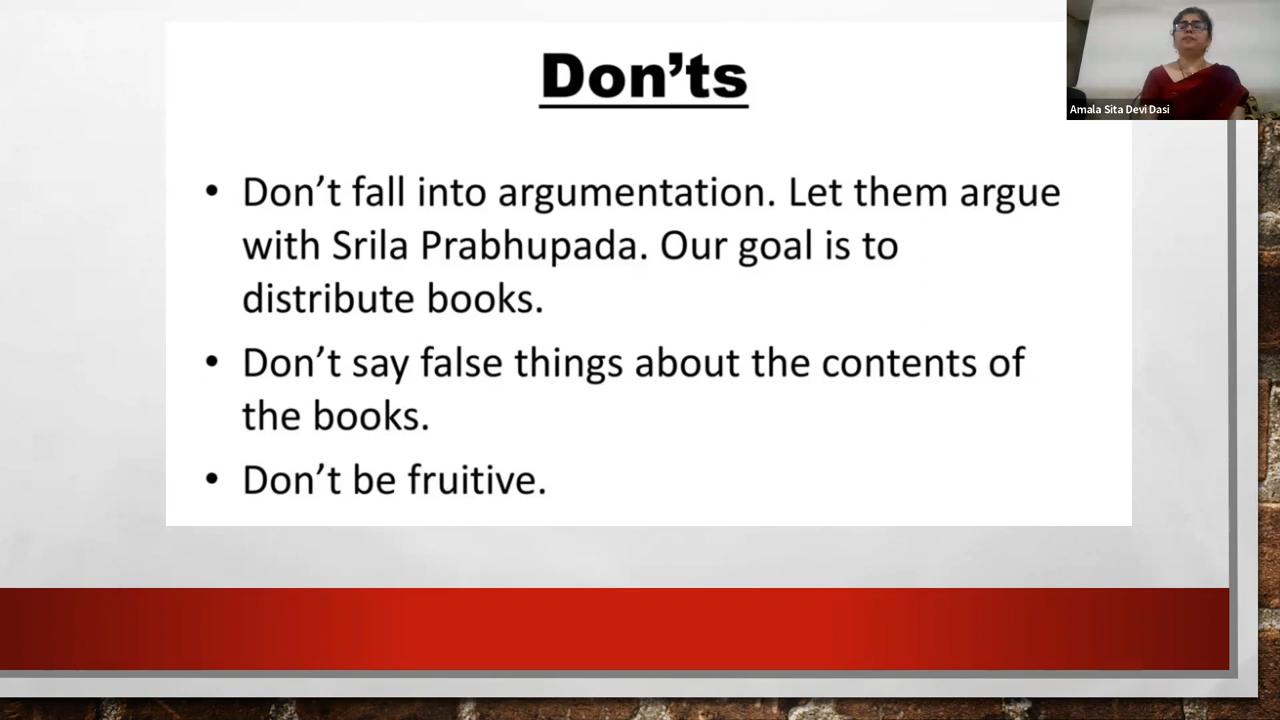 Don’ts
Amala Sita Devi Dasi
• Don’t fall into argumentation. Let them argue
with Srila Prabhupada. Our goal is to
distribute books.
• Don’t say false things about the contents of
the books.
• Don’t be fruitive.